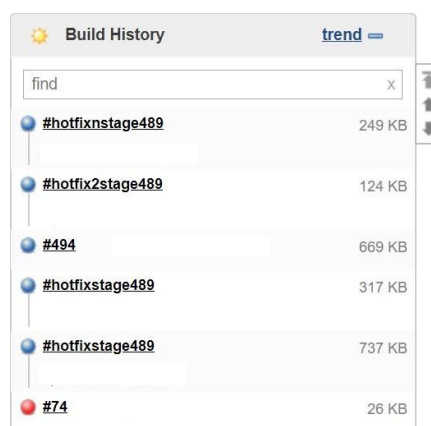 Build History trend
find x
#hotfixnstage489 249 KB
#hotfix2stage489 124 KB
#494 669 KB
#hotfixstage489 317 KB
#hotfixstage489 737 KB
#74 26 KB